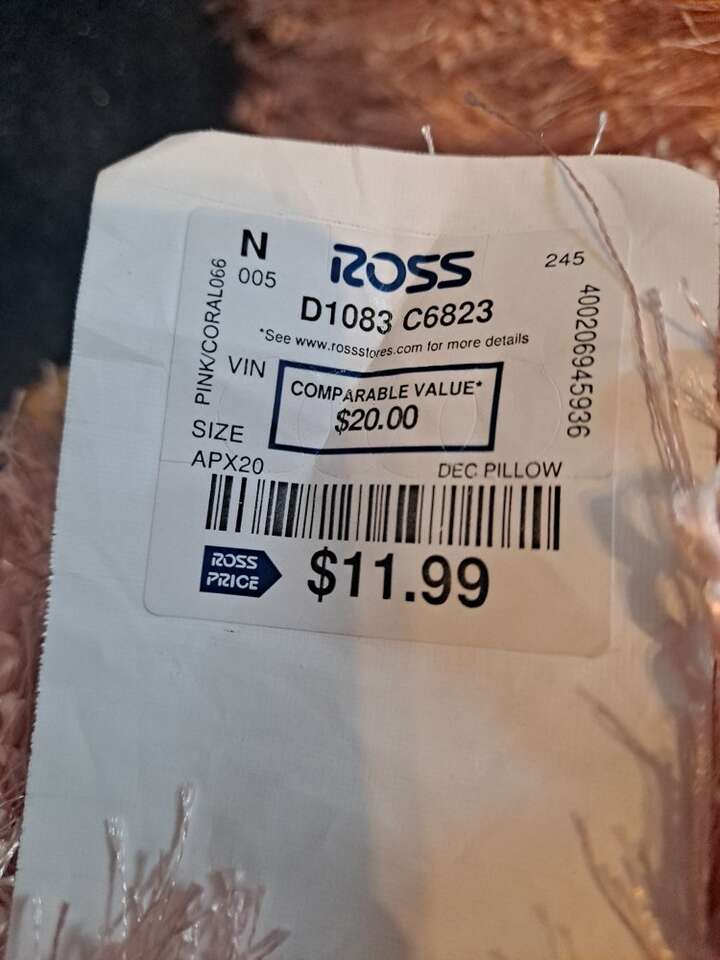 N
005
ROSS
245
D1083 C6823
*See www.rossstores.com for more details
PINK/CORAL066
VIN
COMPARABLE VALUE*
$20.00
400206945936
SIZE
APX20
DEC PILLOW
ROSS
PRICE
$11.99